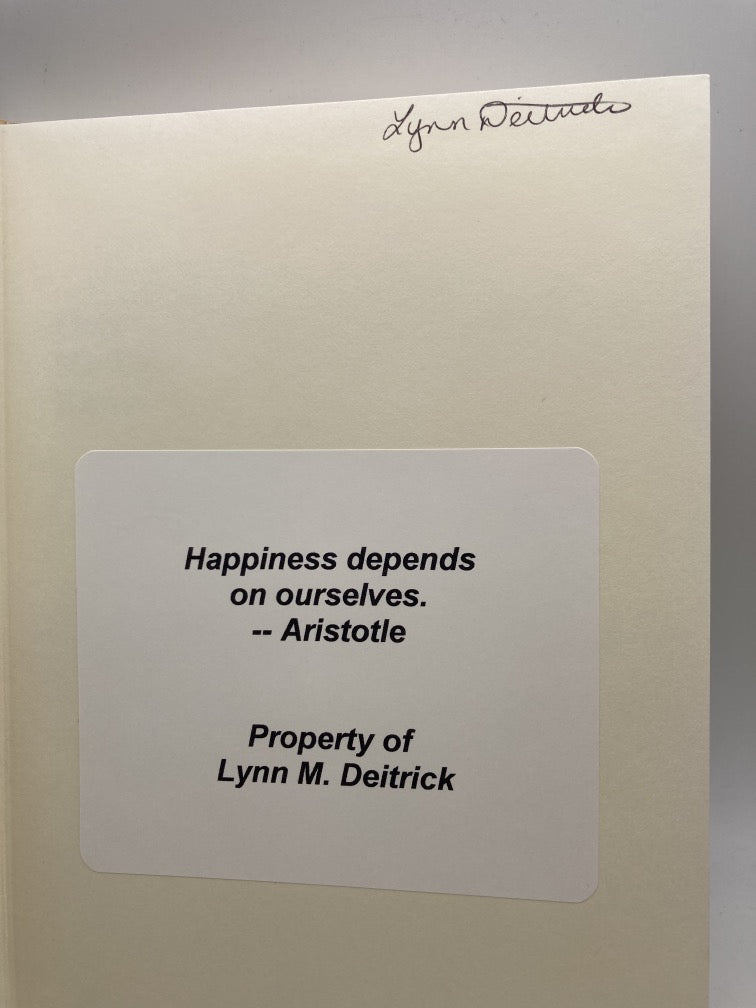 Lynn Deitrick
Happiness depends
on ourselves.
-- Aristotle
Property of
Lynn M. Deitrick